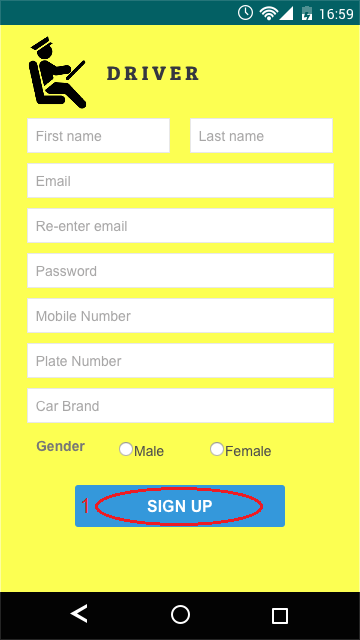 16:59
DRIVER
First name Last name
Email
Re-enter email
Password
Mobile Number
Plate Number
Car Brand
Gender Male Female
1 SIGN UP